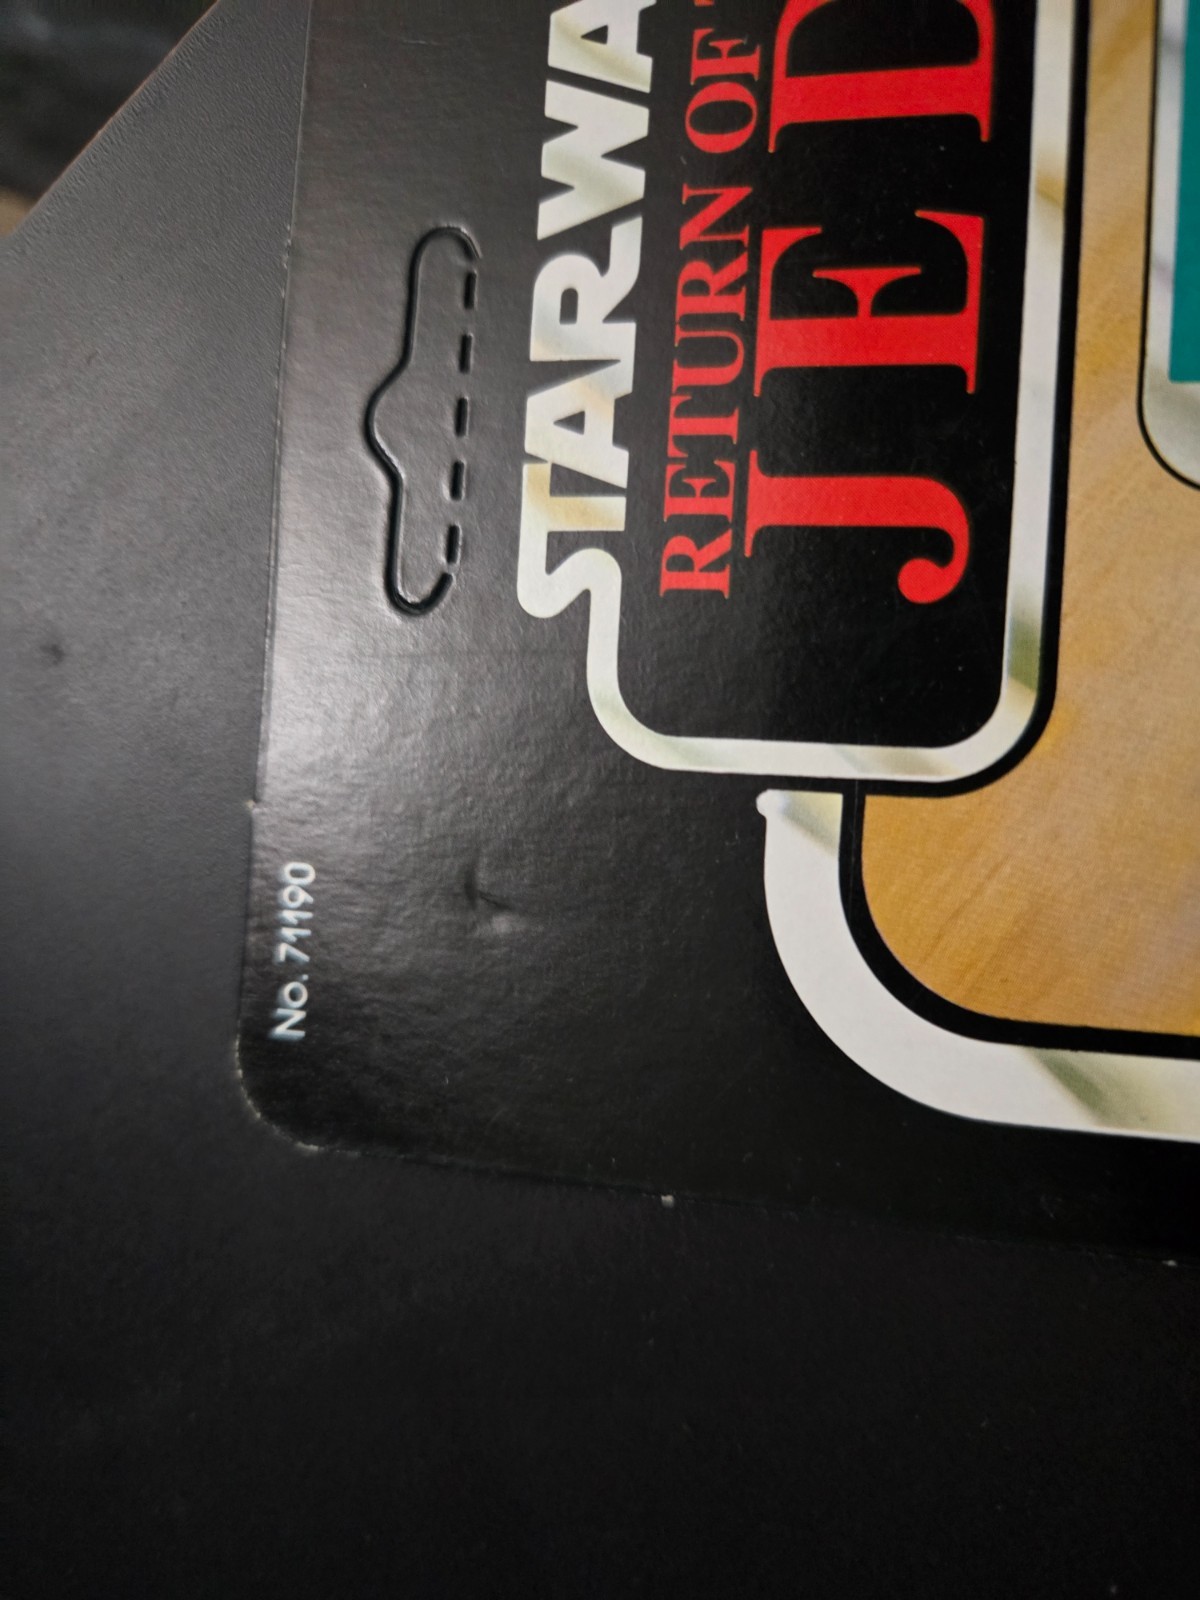 No. 71190
STAR WA
RETURN OF T
JED